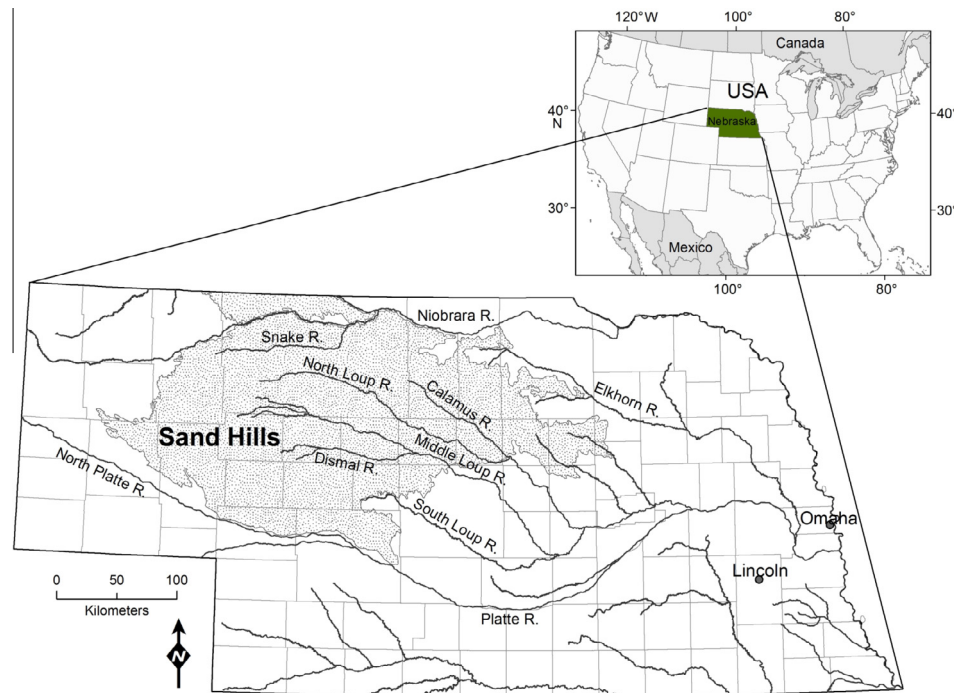 120°W 100° 80°
Canada
USA
40°
N
Nebraska
40°
30°
30°
Mexico
100° 80°
Niobrara R.
Snake R.
North Loup R.
Calamus R.
Elkhorn R.
Sand Hills
Middle Loup R.
Dismal R.
North Platte R.
South Loup R.
Omaha
Lincoln
0 50 100
Kilometers
Platte R.
N